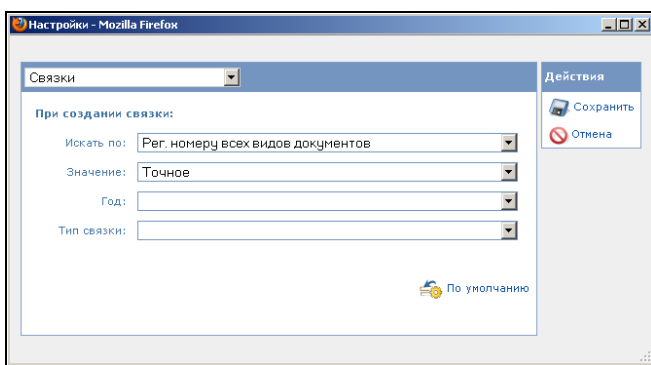 Настройки - Mozilla Firefox
Связки
Действия
Сохранить
Отмена
При создании связки:
Искать по: Рег. номеру всех видов документов
Значение: Точное
Год:
Тип связки:
По умолчанию